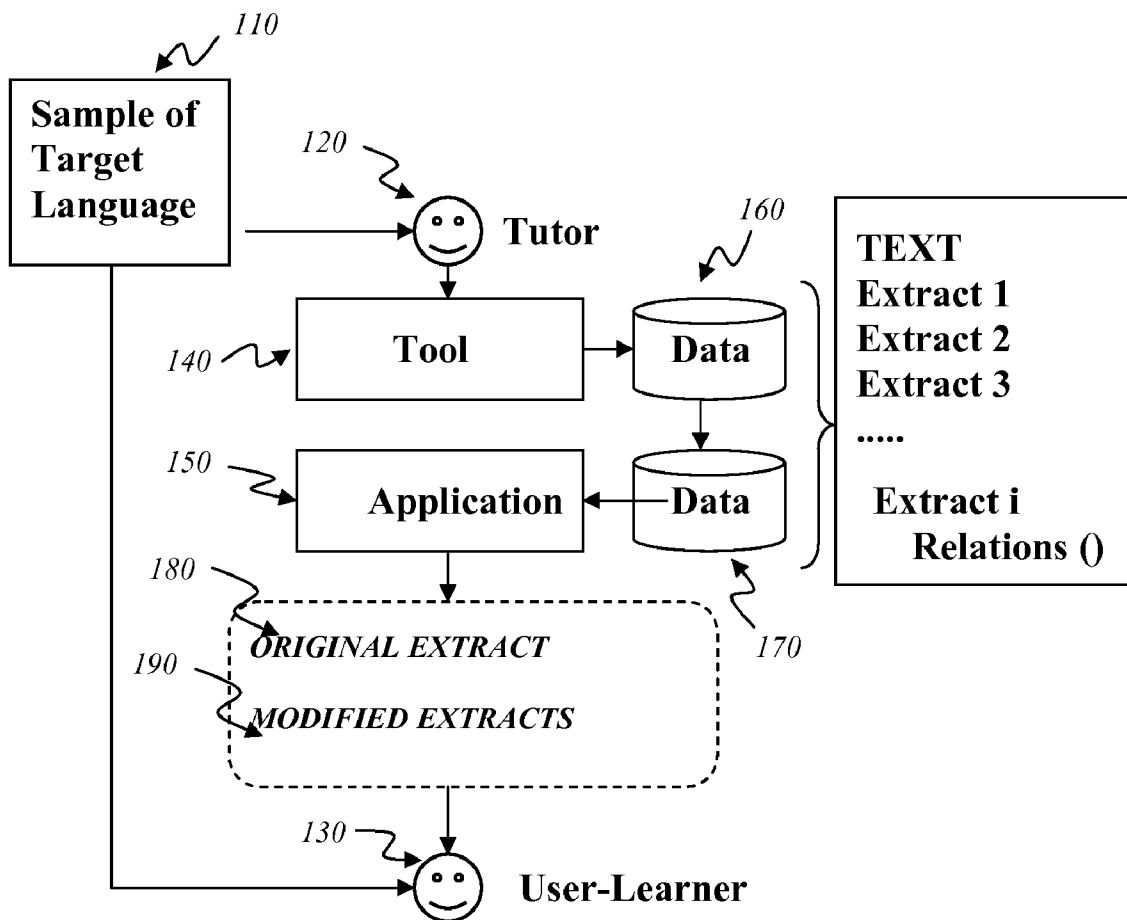 110
Sample of
Target
Language
120
Tutor
160
TEXT
Extract 1
Extract 2
Extract 3
.....
Extract i
Relations ()
Tool
Data
140
150
Application
Data
180
ORIGINAL EXTRACT
170
190
MODIFIED EXTRACTS
130
User-Learner